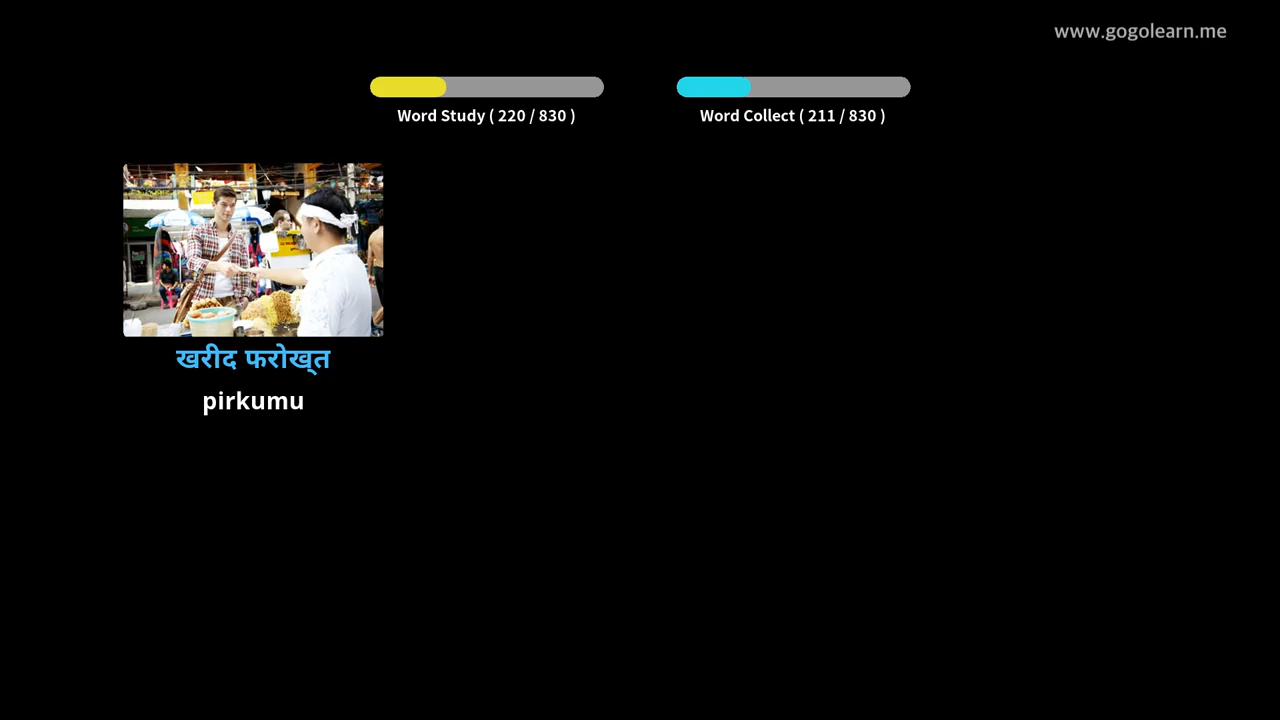 www.gogolearn.me
Word Study ( 220 / 830 )
Word Collect ( 211 / 830 )
खरीद फरोख्त
pirkumu